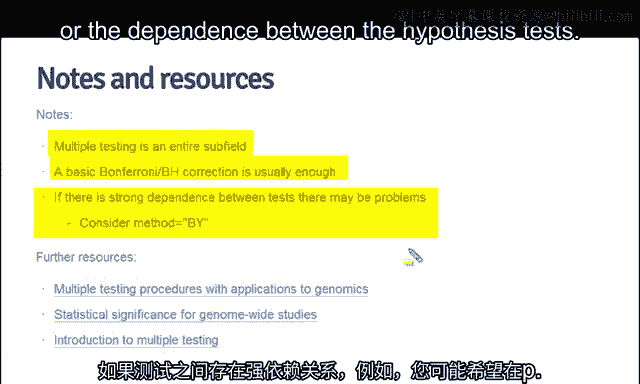 or the dependence between the hypothesis tests.
Notes and resources
Notes:
Multiple testing is an entire subfield
A basic Bonferroni/BH correction is usually enough
If there is strong dependence between tests there may be problems
- Consider method="BY"
Further resources:
Multiple testing procedures with applications to genomics
Statistical significance for genome-wide studies
Introduction to multiple testing
如果测试之间存在强依赖关系，例如，您可能希望在p.